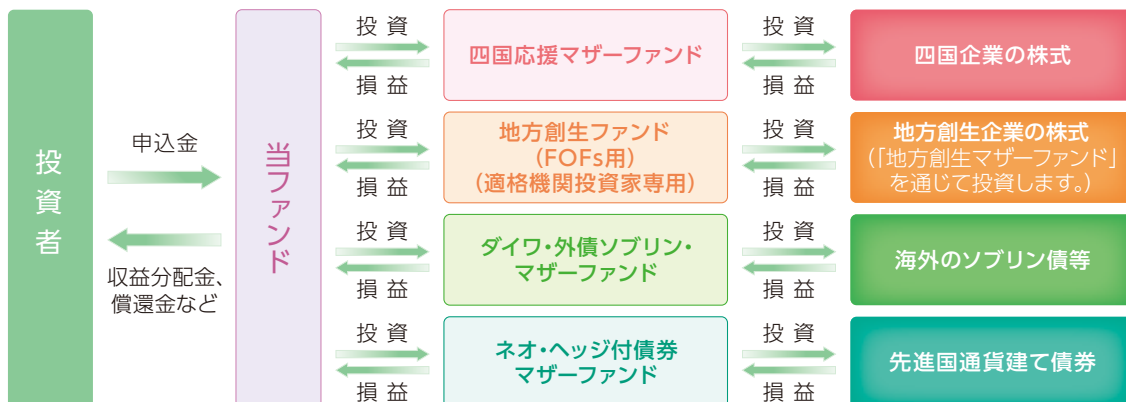 投資者
申込金
収益分配金、
償還金など
当ファンド
投 資
損 益
四国応援マザーファンド
投 資
損 益
四国企業の株式
投 資
損 益
地方創生ファンド
(FOFs用)
(適格機関投資家専用)
投 資
損 益
地方創生企業の株式
(「地方創生マザーファンド」
を通じて投資します。)
投 資
損 益
ダイワ・外債ソブリン・
マザーファンド
投 資
損 益
海外のソブリン債等
投 資
損 益
ネオ・ヘッジ付債券
マザーファンド
投 資
損 益
先進国通貨建て債券